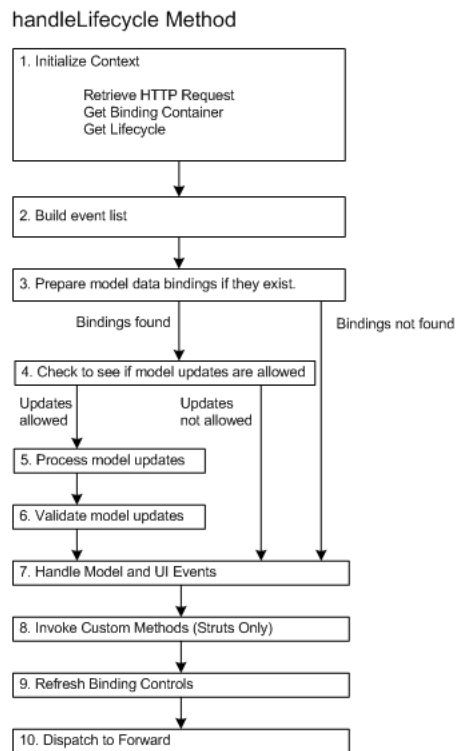 handleLifecycle Method
1. Initialize Context
Retrieve HTTP Request
Get Binding Container
Get Lifecycle
2. Build event list
3. Prepare model data bindings if they exist.
Bindings found
Bindings not found
4. Check to see if model updates are allowed
Updates
allowed
Updates
not allowed
5. Process model updates
6. Validate model updates
7. Handle Model and UI Events
8. Invoke Custom Methods (Struts Only)
9. Refresh Binding Controls
10. Dispatch to Forward